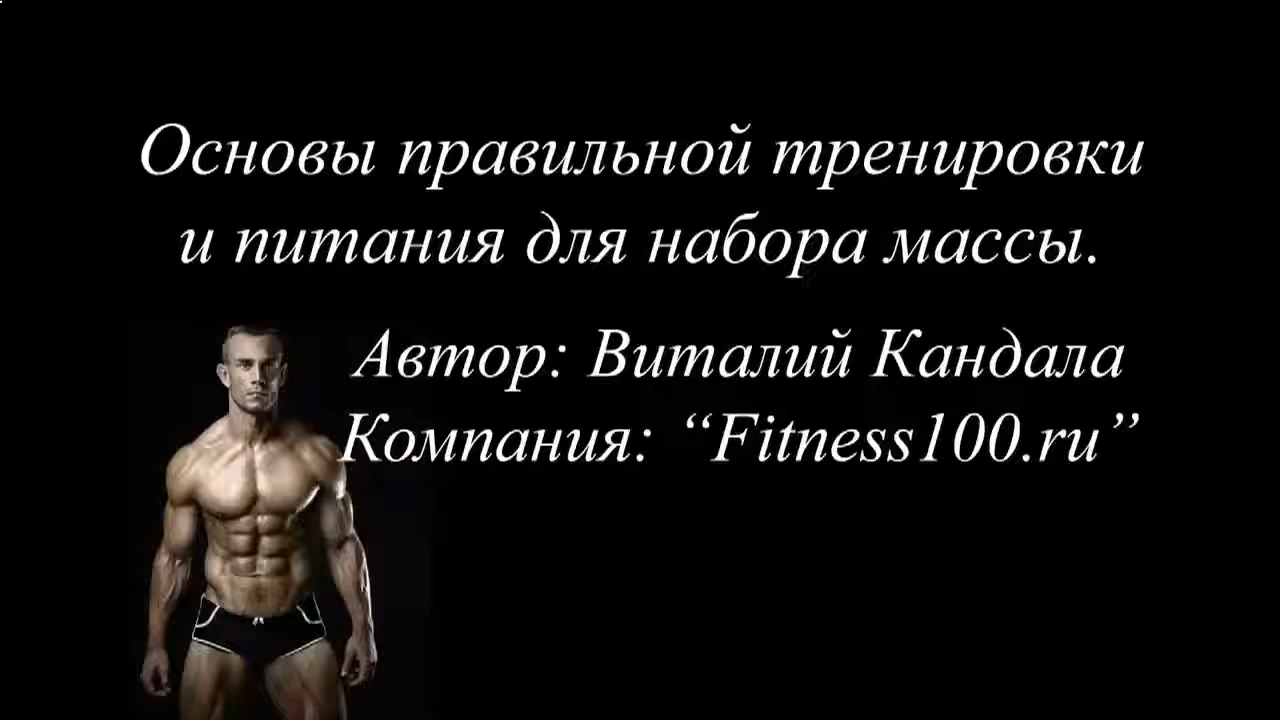 Основы правильной тренировки
и питания для набора массы.
Автор: Виталий Кандала
Компания: “Fitness100.ru”